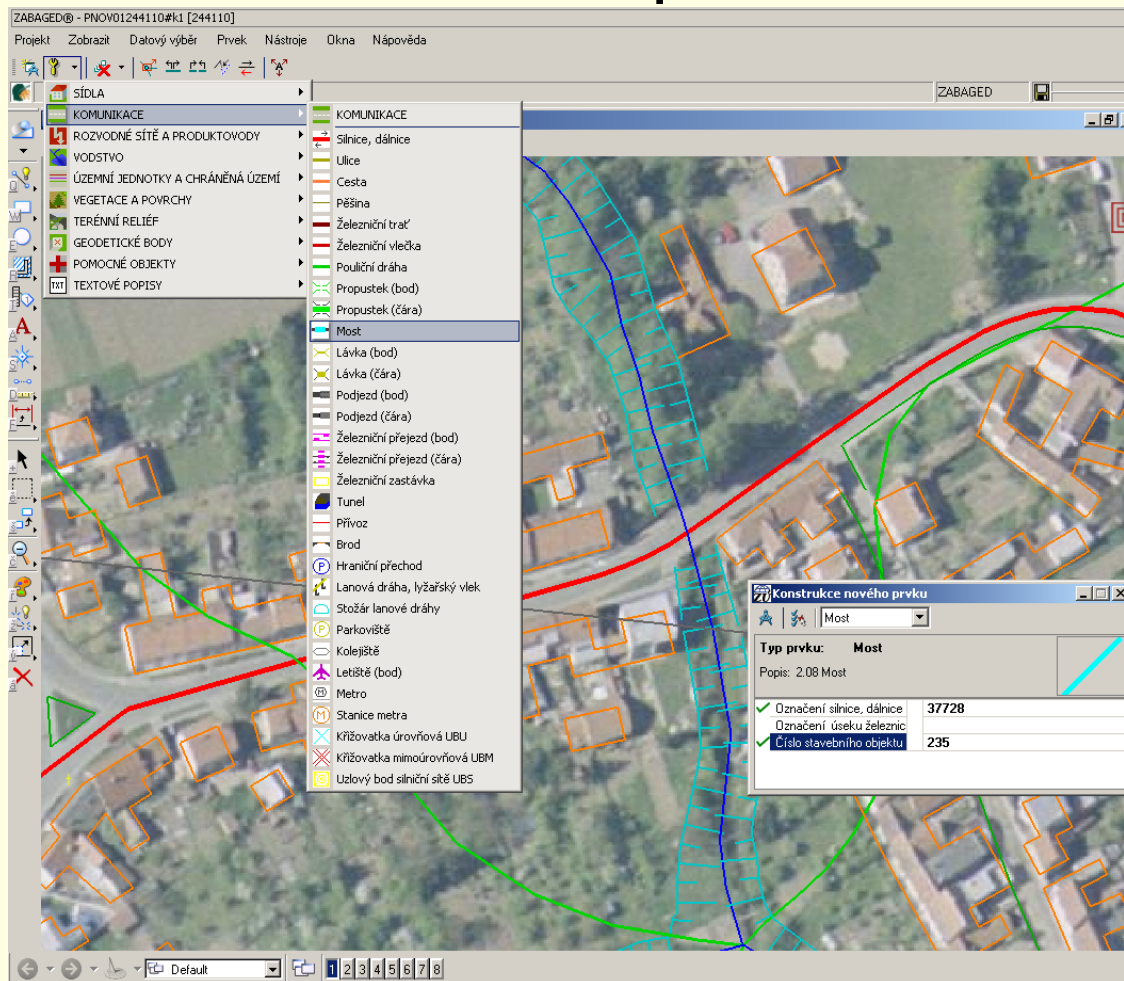 ZABAGED® - PNOV01244110#k1 [244110]
Projekt Zobrazit Datový výběr Prvek Nástroje Okna Nápověda
ZABAGED
SÍDLA
KOMUNIKACE
ROZVODNÉ SÍTĚ A PRODUKTOVODY
VODSTVO
ÚZEMNÍ JEDNOTKY A CHRÁNĚNÁ ÚZEMÍ
VEGETACE A POVRCHY
TERÉNNÍ RELIÉF
GEODETICKÉ BODY
POMOCNÉ OBJEKTY
TXT TEXTOVÉ POPISY
KOMUNIKACE
Silnice, dálnice
Ulice
Cesta
Pěšina
Železniční trať
Železniční vlečka
Pouliční dráha
Propustek (bod)
Propustek (čára)
Most
Lávka (bod)
Lávka (čára)
Podjezd (bod)
Podjezd (čára)
Železniční přejezd (bod)
Železniční přejezd (čára)
Železniční zastávka
Tunel
Přívoz
Brod
P Hraniční přechod
Lanová dráha, lyžařský vlek
Stožár lanové dráhy
P Parkoviště
Kolejiště
Letiště (bod)
M Metro
M Stanice metra
Křižovatka úrovňová UBU
Křižovatka mimoúrovňová UBM
Uzlový bod silniční sítě UBS
Konstrukce nového prvku
Most
Typ prvku: Most
Popis: 2.08 Most
Označení silnice, dálnice 37728
Označení úseku železnic
Číslo stavebního objektu 235
Default
1 2 3 4 5 6 7 8